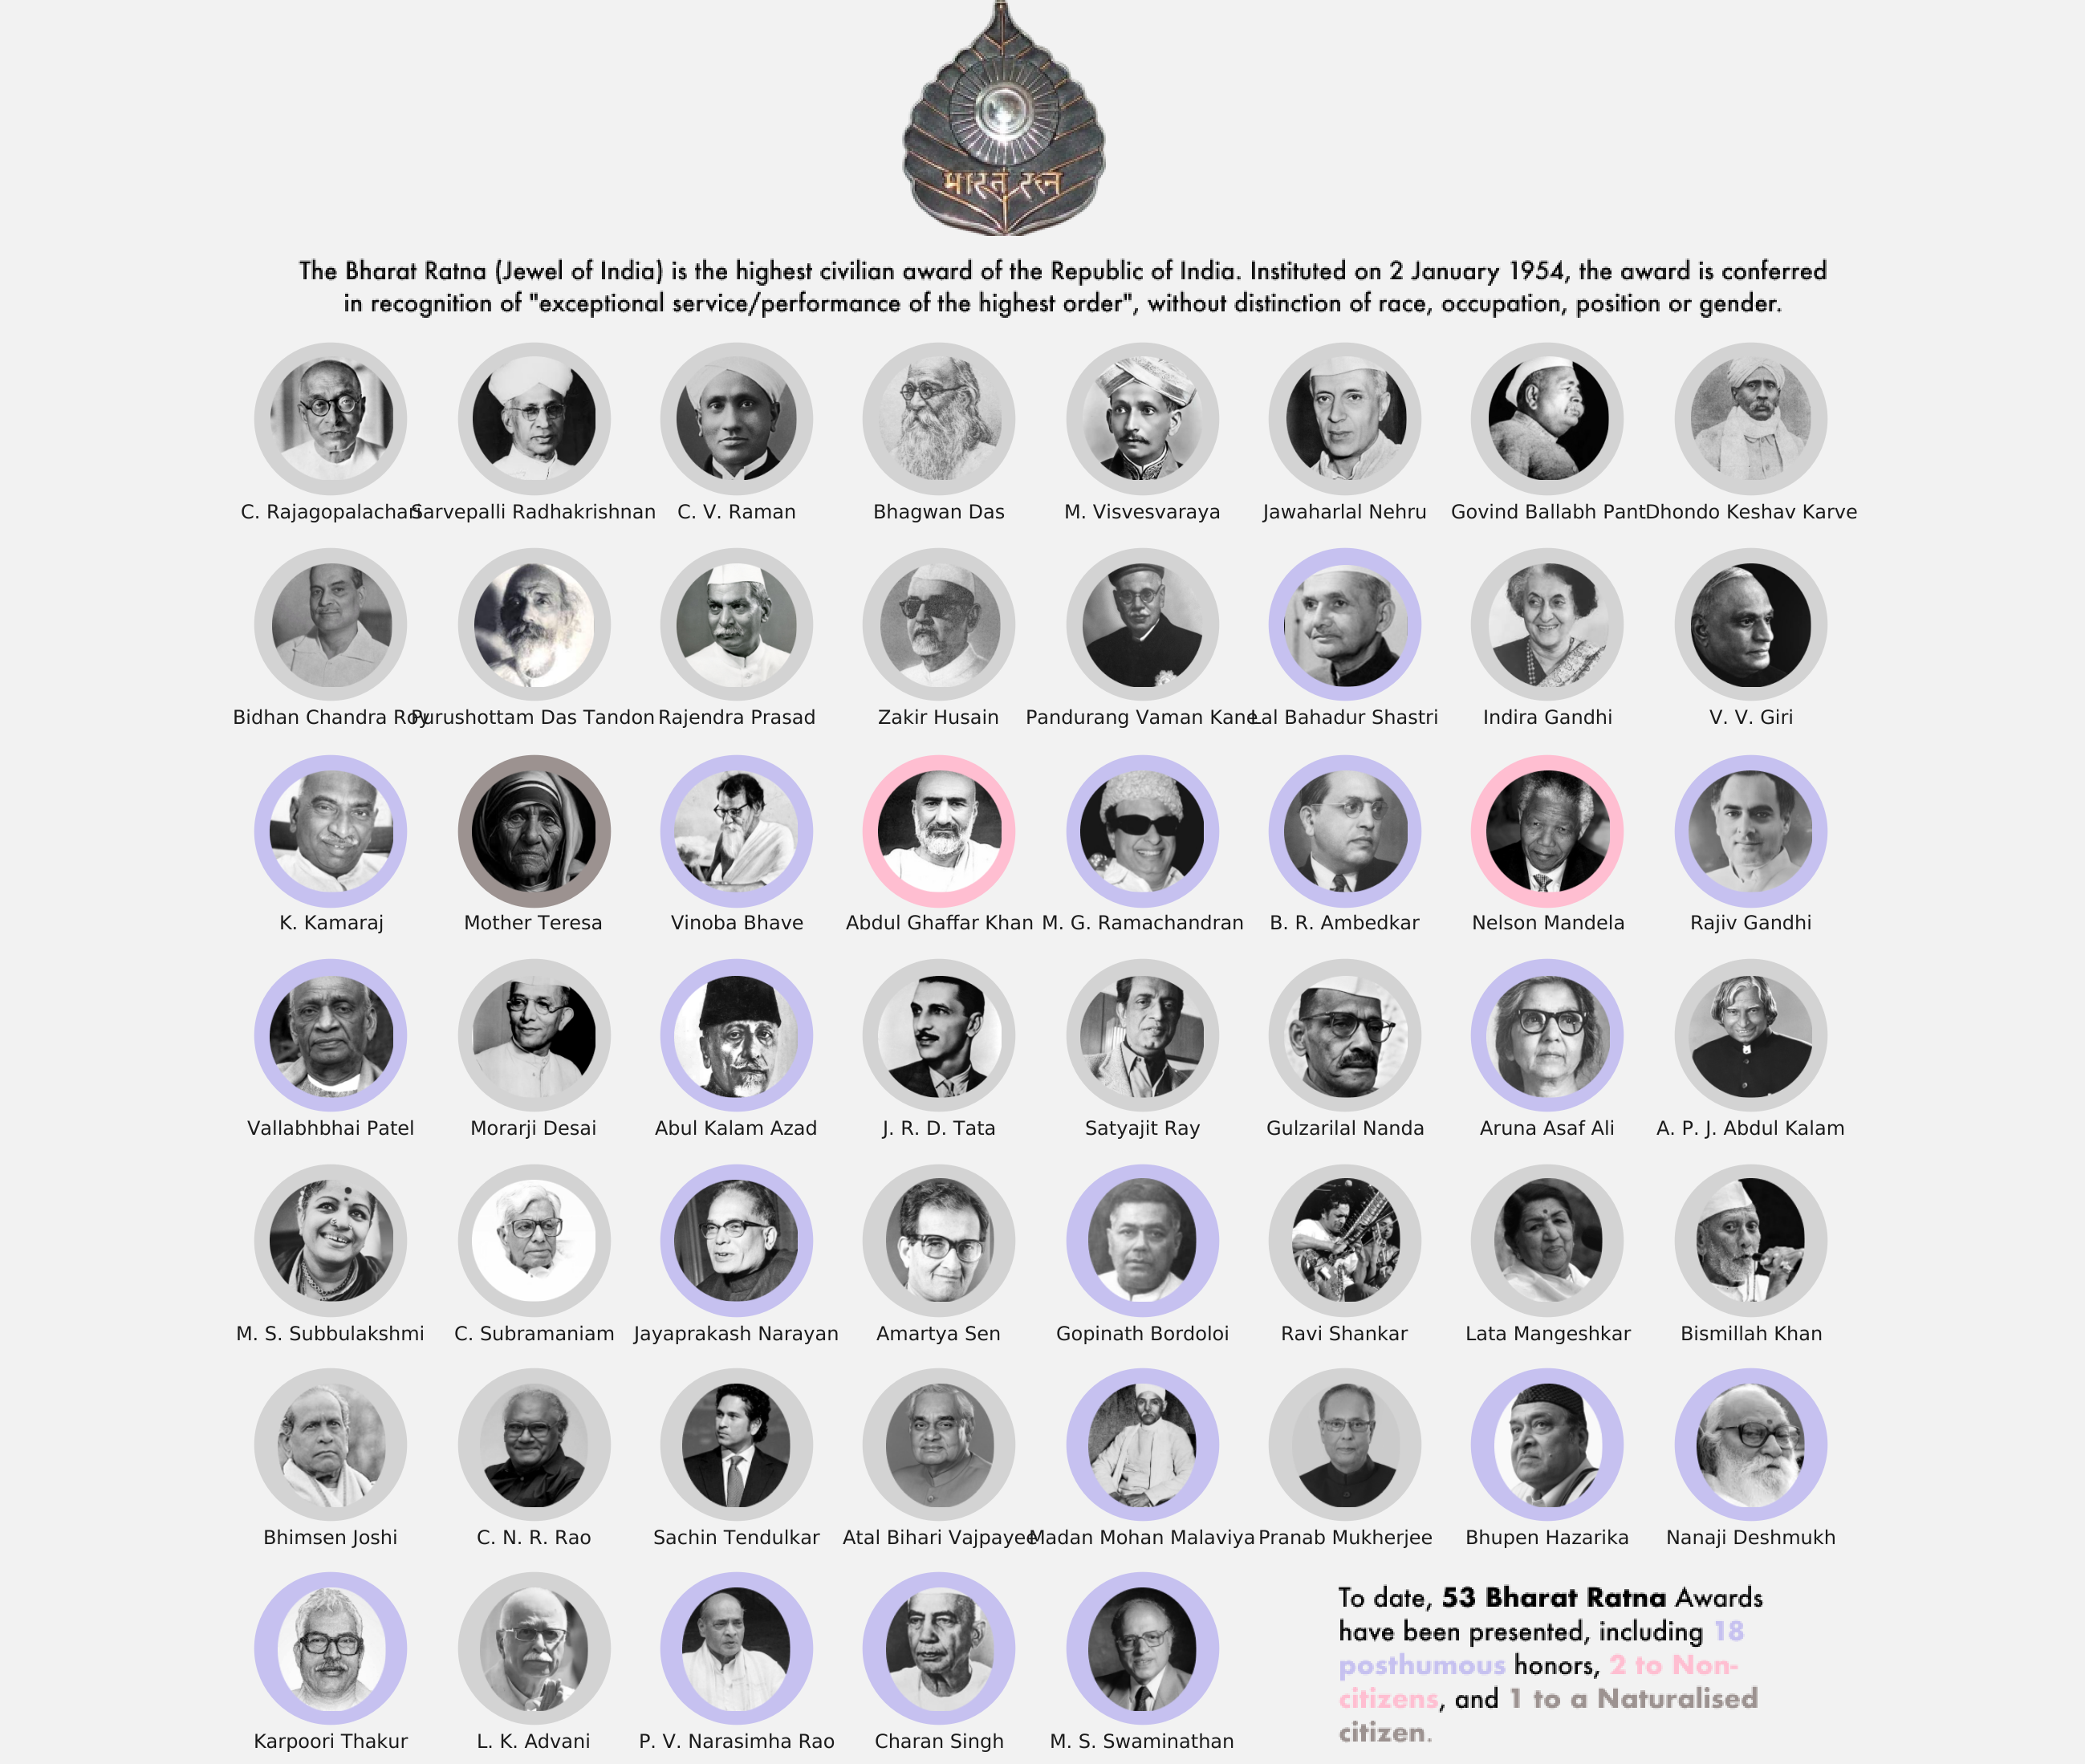 भारत रत्न
The Bharat Ratna (Jewel of India) is the highest civilian award of the Republic of India. Instituted on 2 January 1954, the award is conferred
in recognition of "exceptional service/performance of the highest order", without distinction of race, occupation, position or gender.
C. Rajagopalachari Sarvepalli Radhakrishnan C. V. Raman Bhagwan Das M. Visvesvaraya Jawaharlal Nehru Govind Ballabh Pant Dhondo Keshav Karve
Bidhan Chandra Roy Purushottam Das Tandon Rajendra Prasad Zakir Husain Pandurang Vaman Kane Lal Bahadur Shastri Indira Gandhi V. V. Giri
K. Kamaraj Mother Teresa Vinoba Bhave Abdul Ghaffar Khan M. G. Ramachandran B. R. Ambedkar Nelson Mandela Rajiv Gandhi
Vallabhbhai Patel Morarji Desai Abul Kalam Azad J. R. D. Tata Satyajit Ray Gulzarilal Nanda Aruna Asaf Ali A. P. J. Abdul Kalam
M. S. Subbulakshmi C. Subramaniam Jayaprakash Narayan Amartya Sen Gopinath Bordoloi Ravi Shankar Lata Mangeshkar Bismillah Khan
Bhimsen Joshi C. N. R. Rao Sachin Tendulkar Atal Bihari Vajpayee Madan Mohan Malaviya Pranab Mukherjee Bhupen Hazarika Nanaji Deshmukh
Karpoori Thakur L. K. Advani P. V. Narasimha Rao Charan Singh M. S. Swaminathan
To date, 53 Bharat Ratna Awards
have been presented, including 18
posthumous honors, 2 to Non-
citizens, and 1 to a Naturalised
citizen.